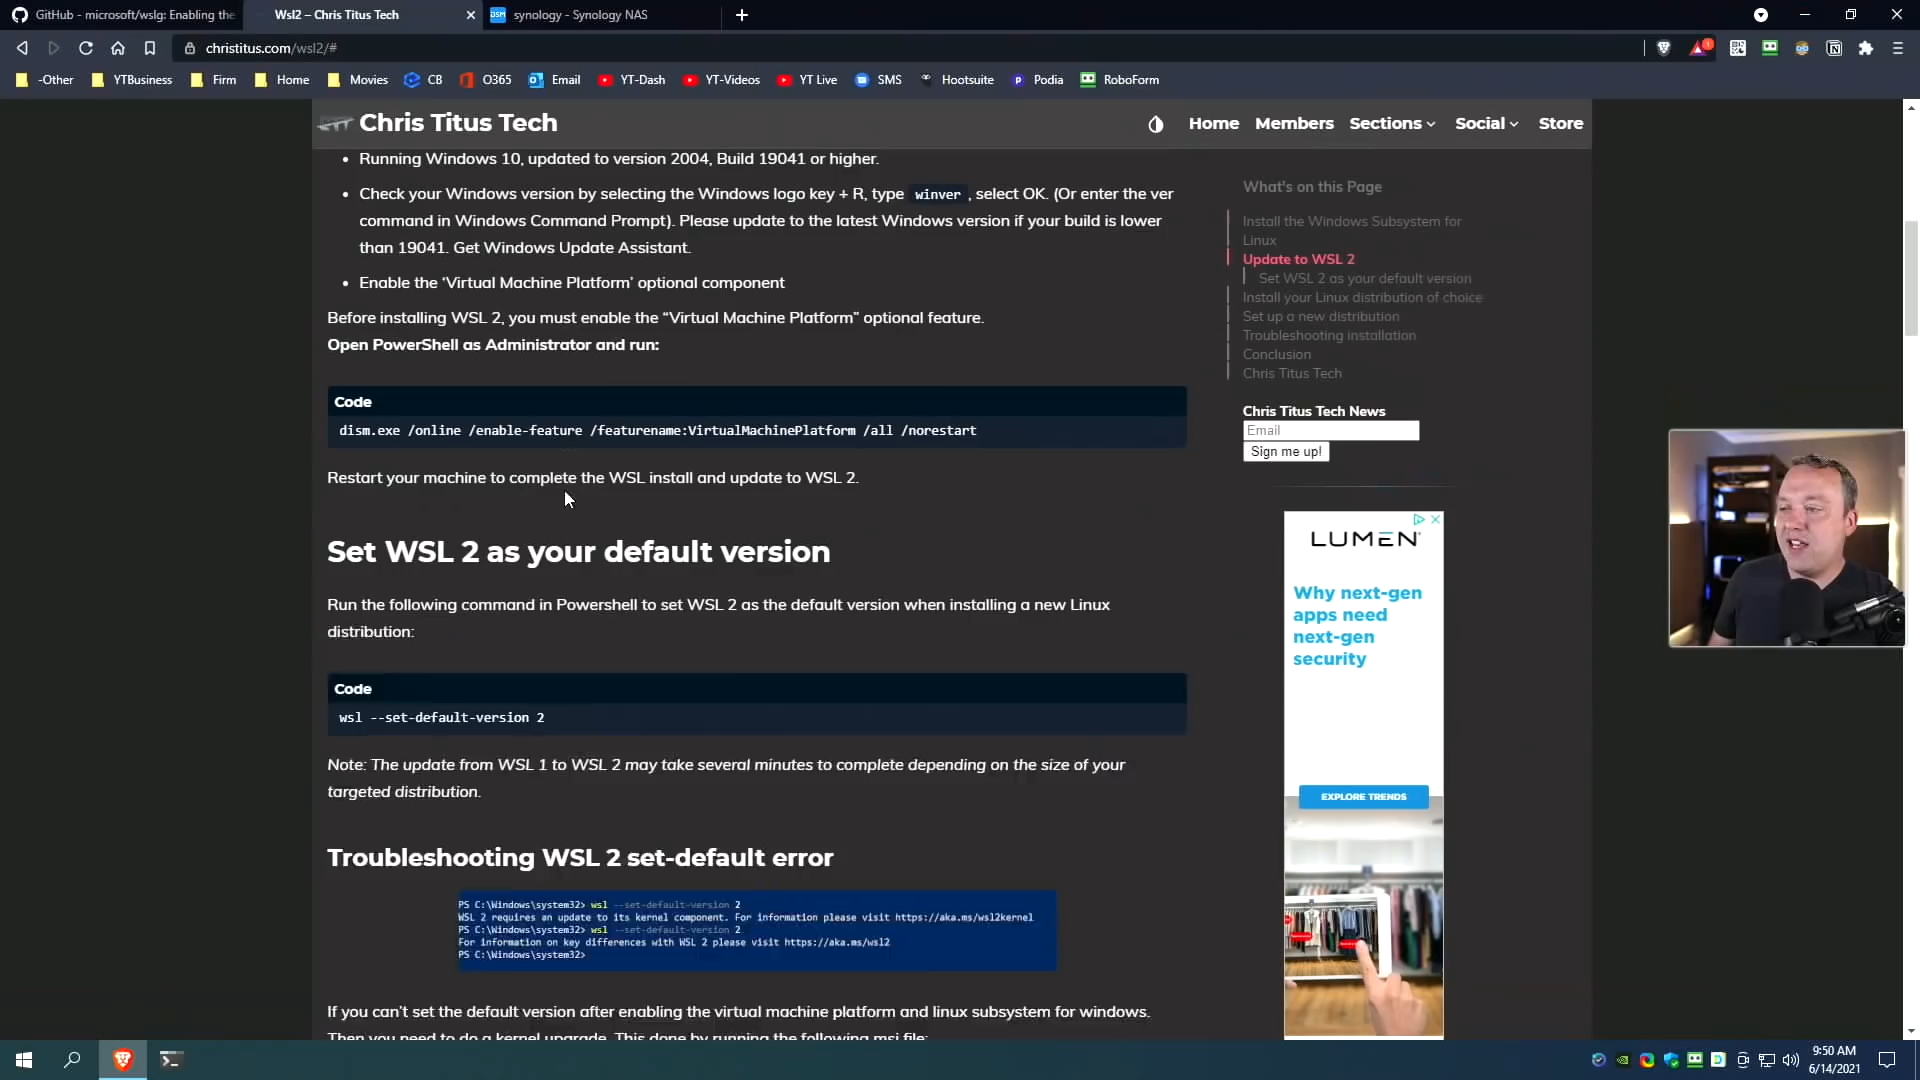 GitHub - microsoft/wslg: Enabling the
Wsl2 – Chris Titus Tech
DSM
synology - Synology NAS
christitus.com/wsl2/#
-Other
YTBusiness
Firm
Home
Movies
CB
O365
Email
YT-Dash
YT-Videos
YT Live
SMS
Hootsuite
Podia
RoboForm
Chris Titus Tech
Home
Members
Sections
Social
Store
• Running Windows 10, updated to version 2004, Build 19041 or higher.
• Check your Windows version by selecting the Windows logo key + R, type winver , select OK. (Or enter the ver
command in Windows Command Prompt). Please update to the latest Windows version if your build is lower
than 19041. Get Windows Update Assistant.
• Enable the ‘Virtual Machine Platform’ optional component
Before installing WSL 2, you must enable the “Virtual Machine Platform” optional feature.
Open PowerShell as Administrator and run:
Code
dism.exe /online /enable-feature /featurename:VirtualMachinePlatform /all /norestart
Restart your machine to complete the WSL install and update to WSL 2.
Set WSL 2 as your default version
Run the following command in Powershell to set WSL 2 as the default version when installing a new Linux
distribution:
Code
wsl --set-default-version 2
Note: The update from WSL 1 to WSL 2 may take several minutes to complete depending on the size of your
targeted distribution.
Troubleshooting WSL 2 set-default error
PS C:\Windows\system32> wsl --set-default-version 2
WSL 2 requires an update to its kernel component. For information please visit https://aka.ms/wsl2kernel
PS C:\Windows\system32> wsl --set-default-version 2
For information on key differences with WSL 2 please visit https://aka.ms/wsl2
PS C:\Windows\system32>
If you can’t set the default version after enabling the virtual machine platform and linux subsystem for windows.
Then you need to do a kernel upgrade. This done by running the following msi file:
What's on this Page
Install the Windows Subsystem for
Linux
Update to WSL 2
Set WSL 2 as your default version
Install your Linux distribution of choice
Set up a new distribution
Troubleshooting installation
Conclusion
Chris Titus Tech
Chris Titus Tech News
Email
Sign me up!
LUMEN
Why next-gen
apps need
next-gen
security
EXPLORE TRENDS
9:50 AM
6/14/2021